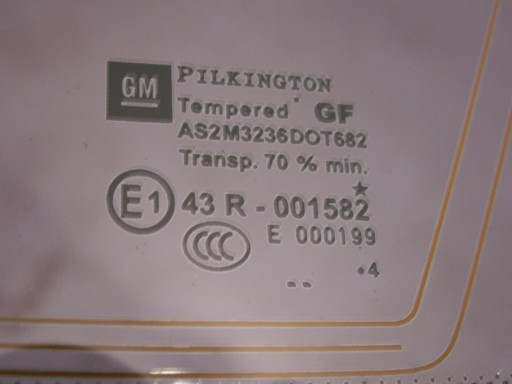 GM PILKINGTON
Tempered GF
AS2M3236DOT682
Transp. 70 % min.
E1 43 R - 001582
CCC E 000199
.4